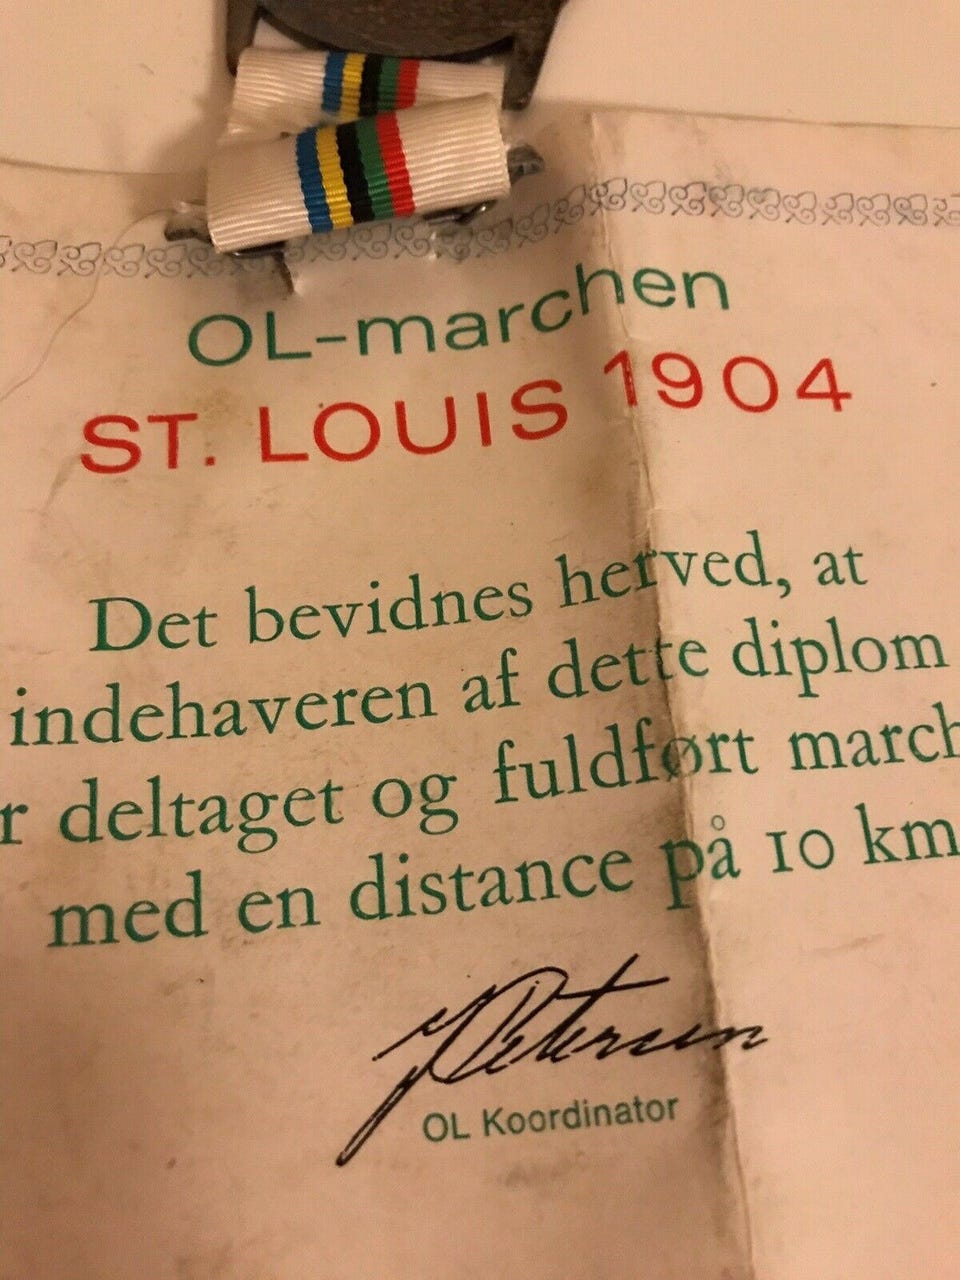 OL-marchen
ST. LOUIS 1904
Det bevidnes herved, at
indehaveren af dette diplom
r deltaget og fuldført march
med en distance på 10 km
J Petersen
OL Koordinator